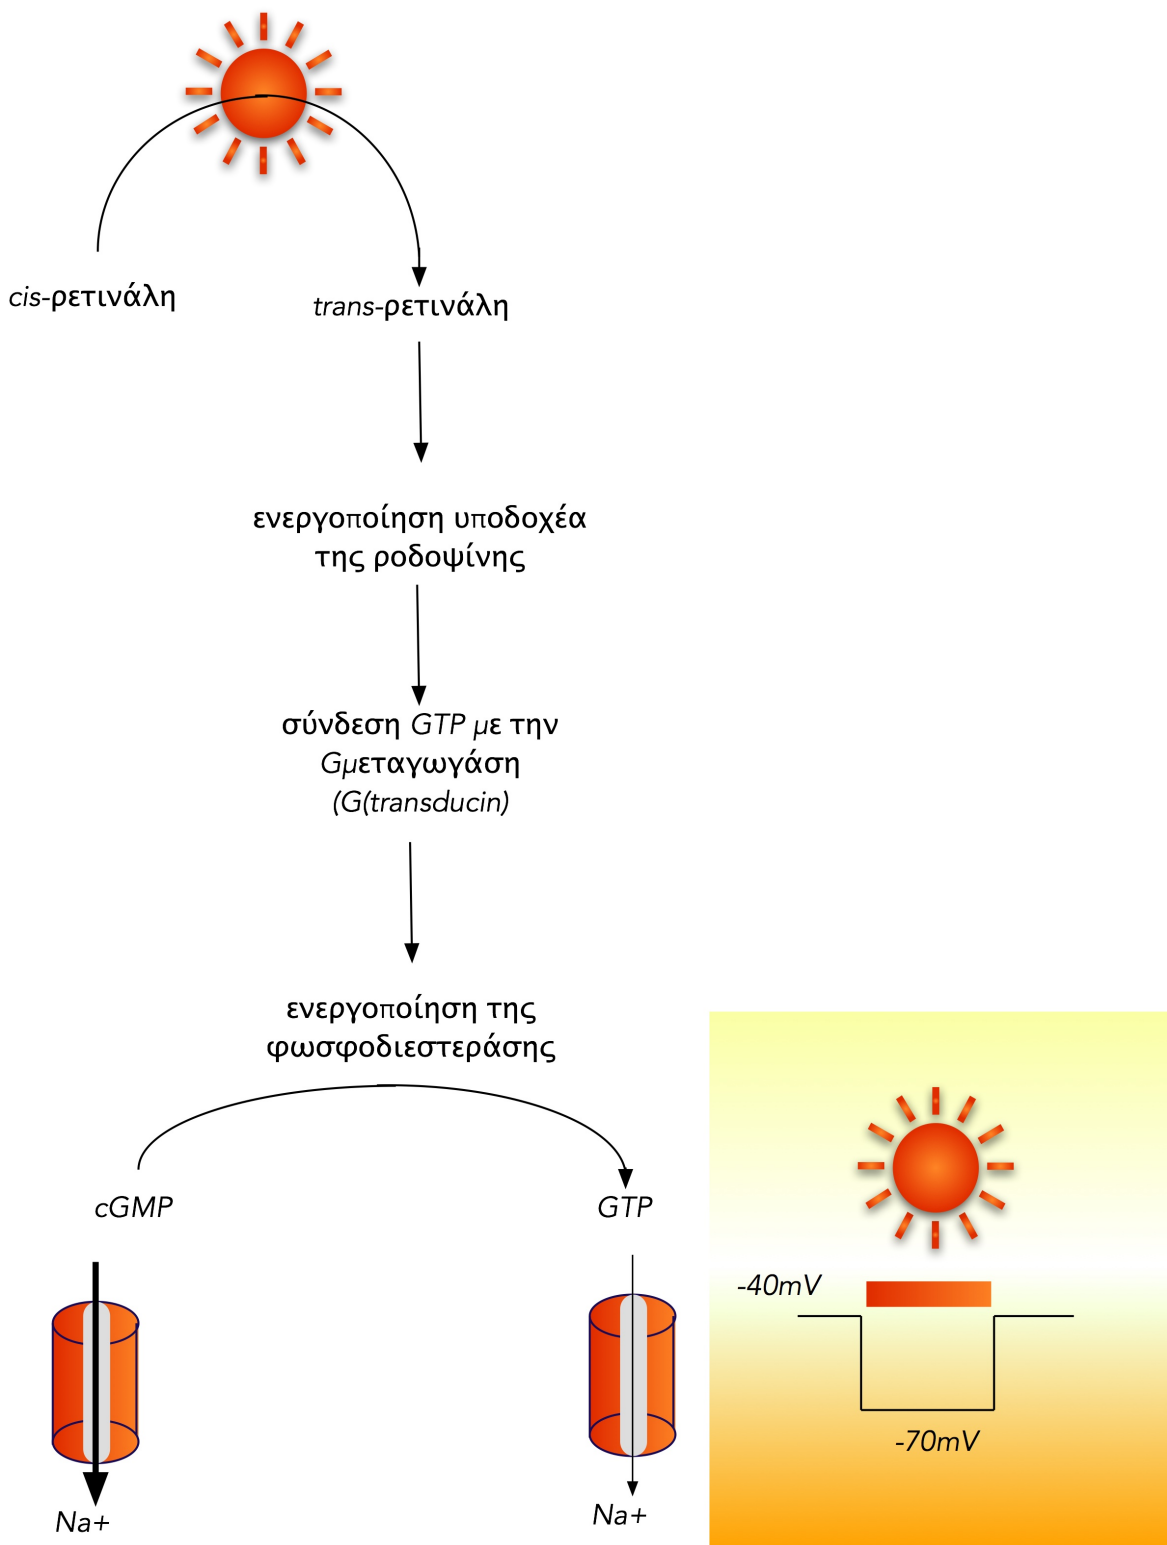 cis-ρετινάλη
trans-ρετινάλη
ενεργοποίηση υποδοχέα
της ροδοψίνης
σύνδεση GTP με την
Gμεταγωγάση
(G(transducin)
ενεργοποίηση της
φωσφοδιεστεράσης
cGMP
GTP
-40mV
-70mV
Na+
Na+